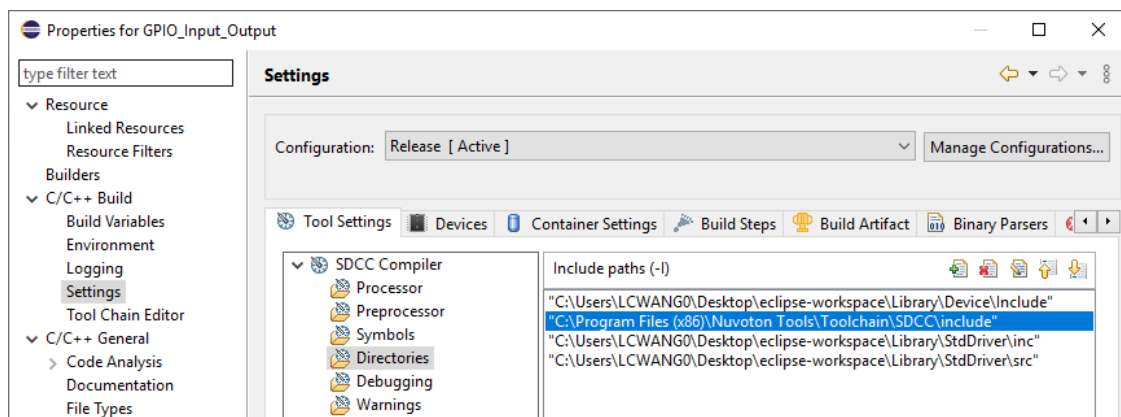 Properties for GPIO_Input_Output
type filter text
Resource
Linked Resources
Resource Filters
Builders
C/C++ Build
Build Variables
Environment
Logging
Settings
Tool Chain Editor
C/C++ General
Code Analysis
Documentation
File Types
Settings
Configuration: Release [ Active ] Manage Configurations...
Tool Settings Devices Container Settings Build Steps Build Artifact Binary Parsers
SDCC Compiler
Processor
Preprocessor
Symbols
Directories
Debugging
Warnings
Include paths (-I)
"C:\Users\LCWANG0\Desktop\eclipse-workspace\Library\Device\Include"
"C:\Program Files (x86)\Nuvoton Tools\Toolchain\SDCC\include"
"C:\Users\LCWANG0\Desktop\eclipse-workspace\Library\StdDriver\inc"
"C:\Users\LCWANG0\Desktop\eclipse-workspace\Library\StdDriver\src"